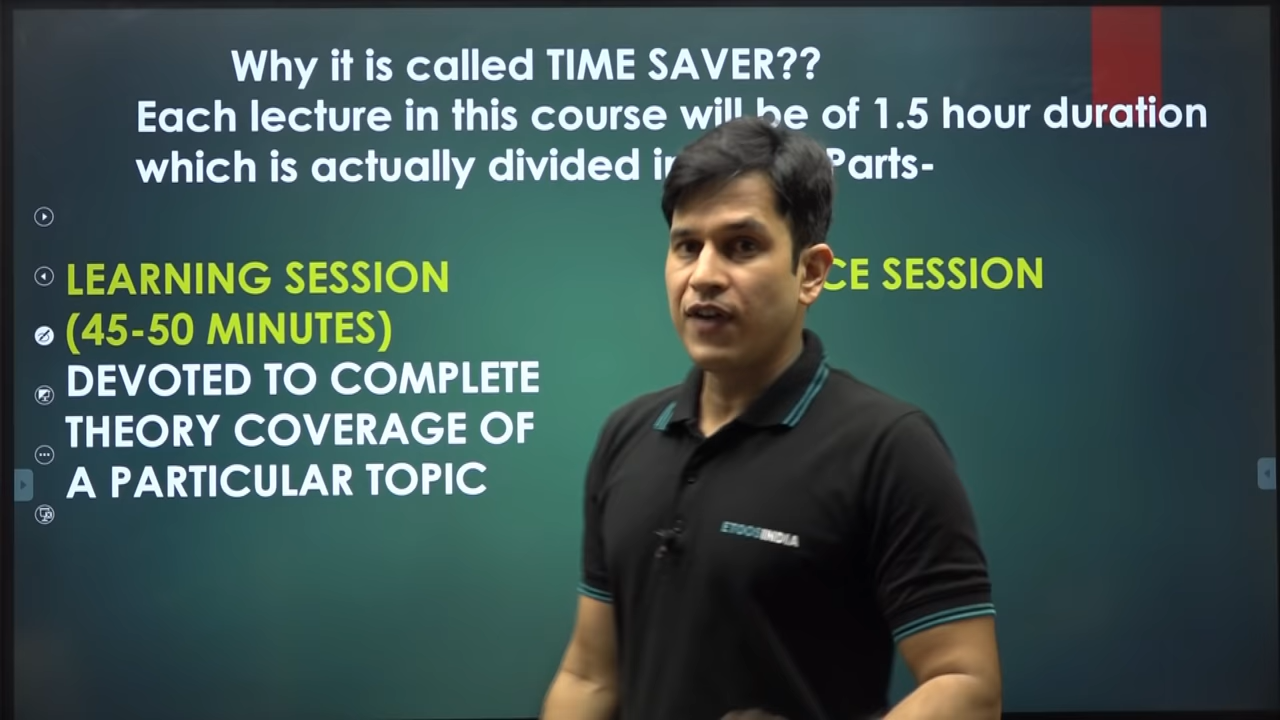 Why it is called TIME SAVER??
Each lecture in this course will be of 1.5 hour duration
which is actually divided Parts-
LEARNING SESSION
SESSION
(45-50 MINUTES)
DEVOTED TO COMPLETE
THEORY COVERAGE OF
A PARTICULAR TOPIC
ETOOSINDIA